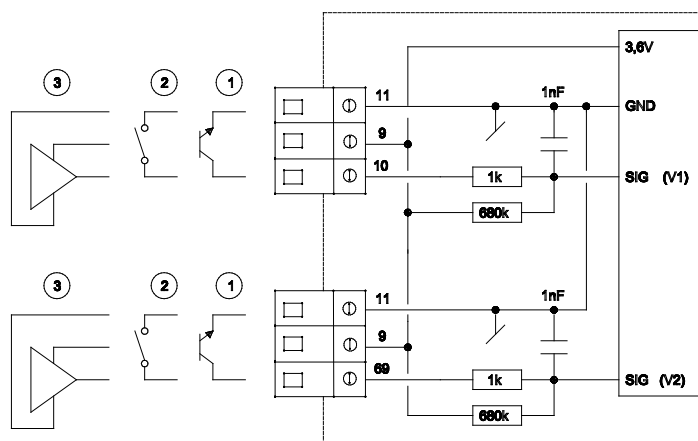 3,6V
3 2 1
11 1nF GND
9
10 1k SIG (V1)
680k
3 2 1
11 1nF
9
69 1k SIG (V2)
680k